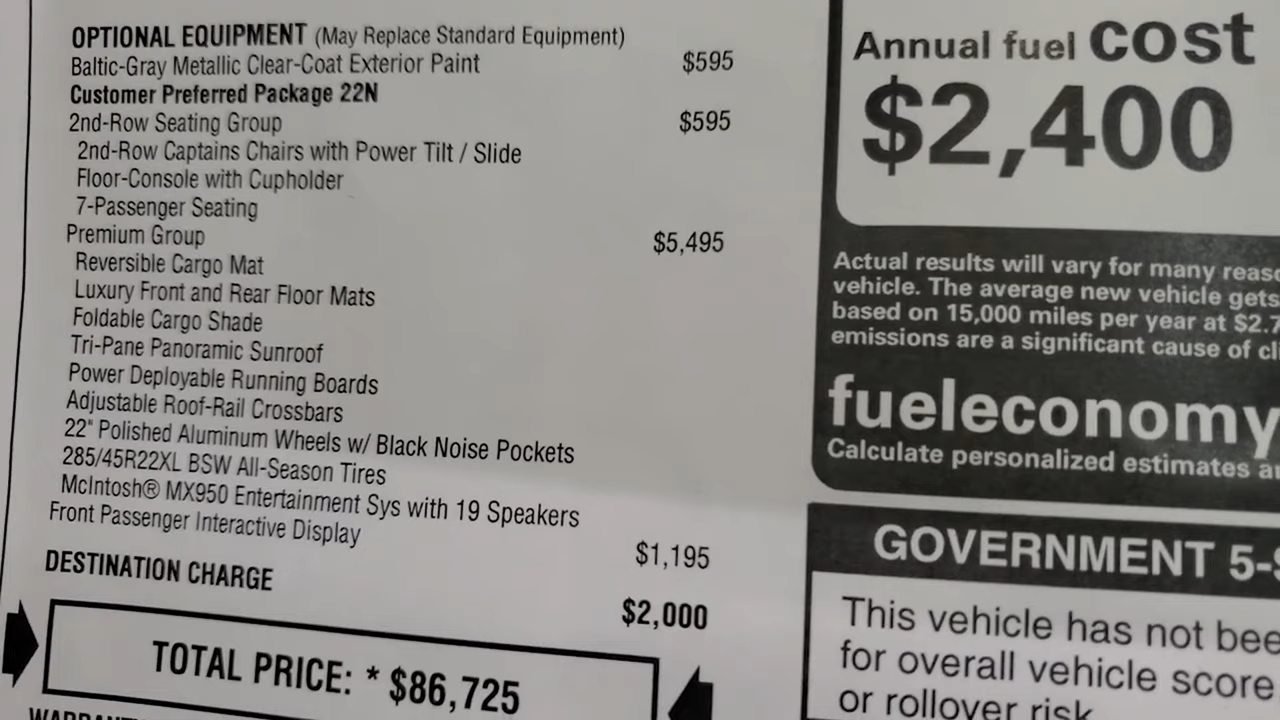 OPTIONAL EQUIPMENT (May Replace Standard Equipment)
Baltic-Gray Metallic Clear-Coat Exterior Paint $595
Customer Preferred Package 22N
2nd-Row Seating Group $595
2nd-Row Captains Chairs with Power Tilt / Slide
Floor-Console with Cupholder
7-Passenger Seating
Premium Group $5,495
Reversible Cargo Mat
Luxury Front and Rear Floor Mats
Foldable Cargo Shade
Tri-Pane Panoramic Sunroof
Power Deployable Running Boards
Adjustable Roof-Rail Crossbars
22" Polished Aluminum Wheels w/ Black Noise Pockets
285/45R22XL BSW All-Season Tires
McIntosh® MX950 Entertainment Sys with 19 Speakers
Front Passenger Interactive Display $1,195
DESTINATION CHARGE $2,000
TOTAL PRICE: * $86,725
Annual fuel cost
$2,400
Actual results will vary for many
vehicle. The average new vehicle gets
based on 15,000 miles per year at
emissions are a significant cause of
fueleconomy
Calculate personalized estimates
GOVERNMENT 5-
This vehicle has not
for overall vehicle score
or rollover risk